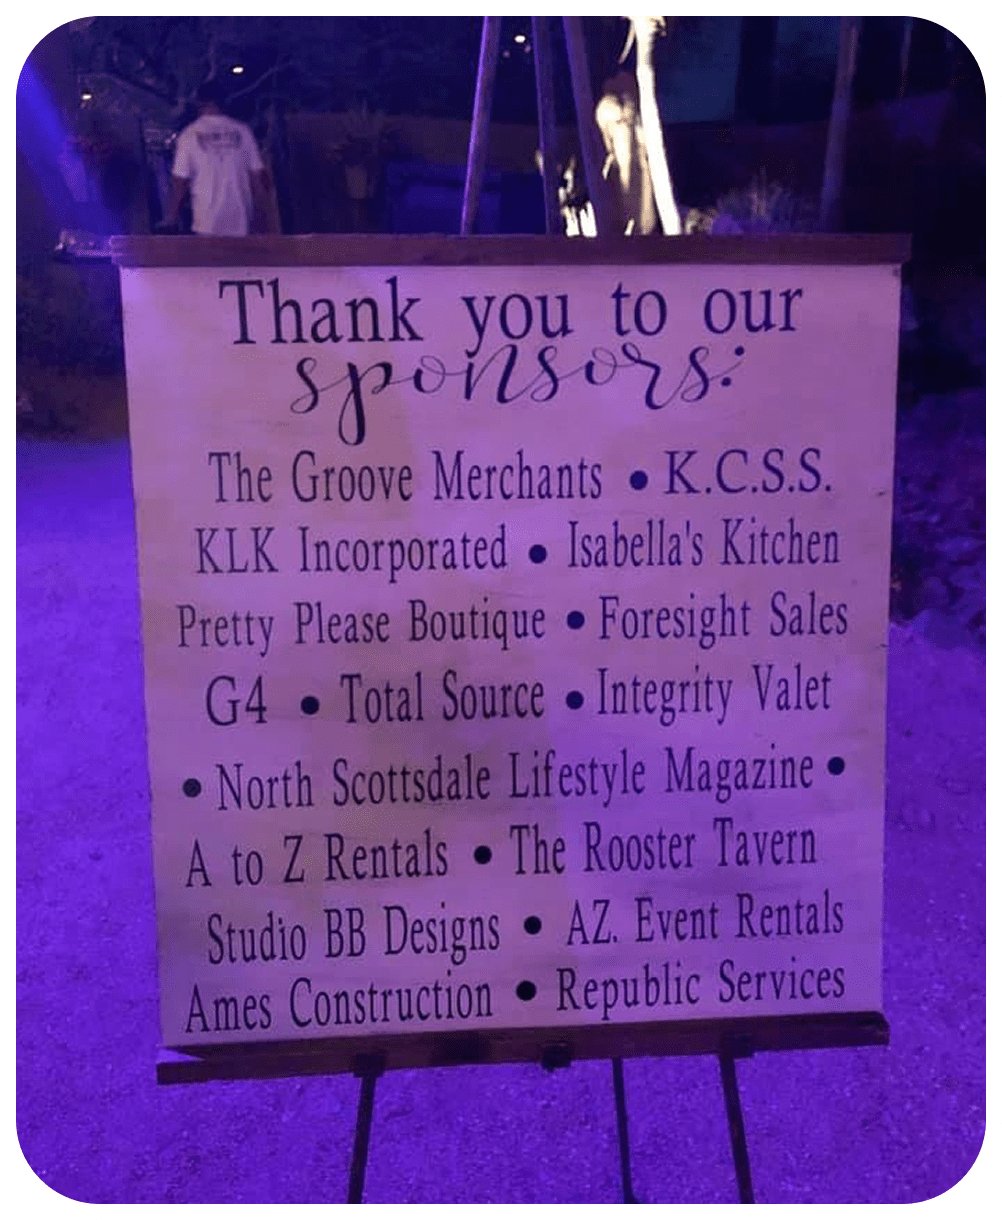 Thank you to our
sponsors:
The Groove Merchants • K.C.S.S.
KLK Incorporated • Isabella's Kitchen
Pretty Please Boutique • Foresight Sales
G4 • Total Source • Integrity Valet
• North Scottsdale Lifestyle Magazine •
A to Z Rentals • The Rooster Tavern
Studio BB Designs • AZ. Event Rentals
Ames Construction • Republic Services